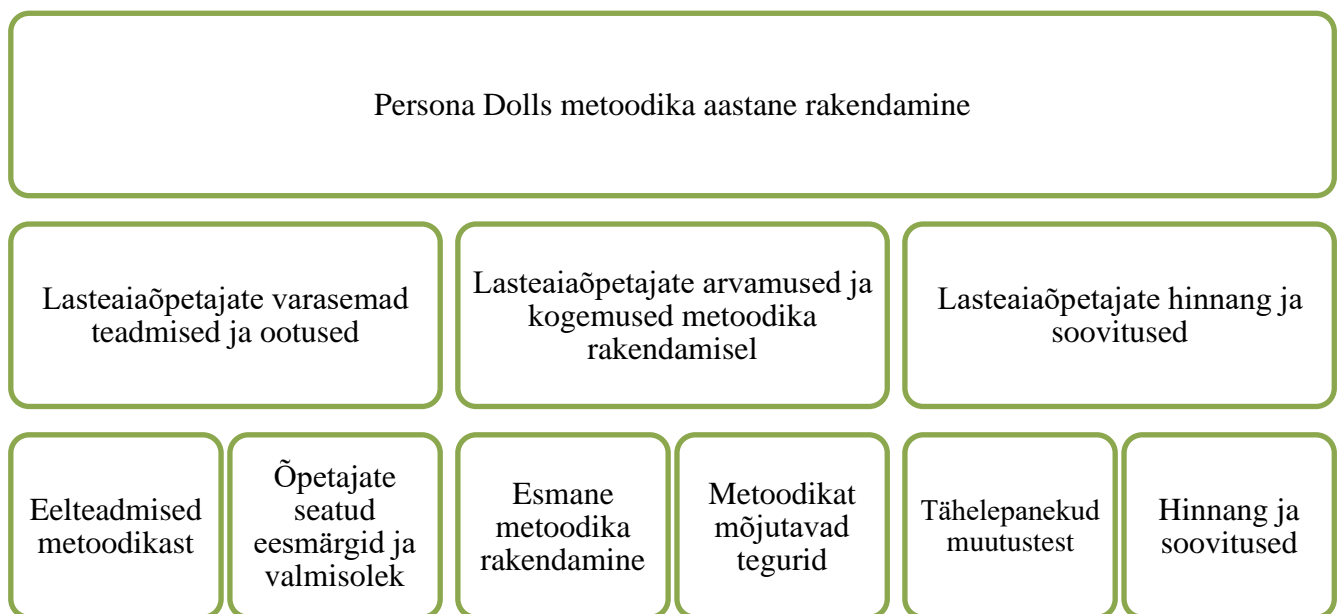 Persona Dolls metoodika aastane rakendamine
Lasteaiaõpetajate varasemad
teadmised ja ootused
Lasteaiaõpetajate arvamused ja
kogemused metoodika
rakendamisel
Lasteaiaõpetajate hinnang ja
soovitused
Eelteadmised
metoodikast
Õpetajate
seatud
eesmärgid ja
valmisolek
Esmane
metoodika
rakendamine
Metoodikat
mõjutavad
tegurid
Tähelepanekud
muutustest
Hinnang ja
soovitused